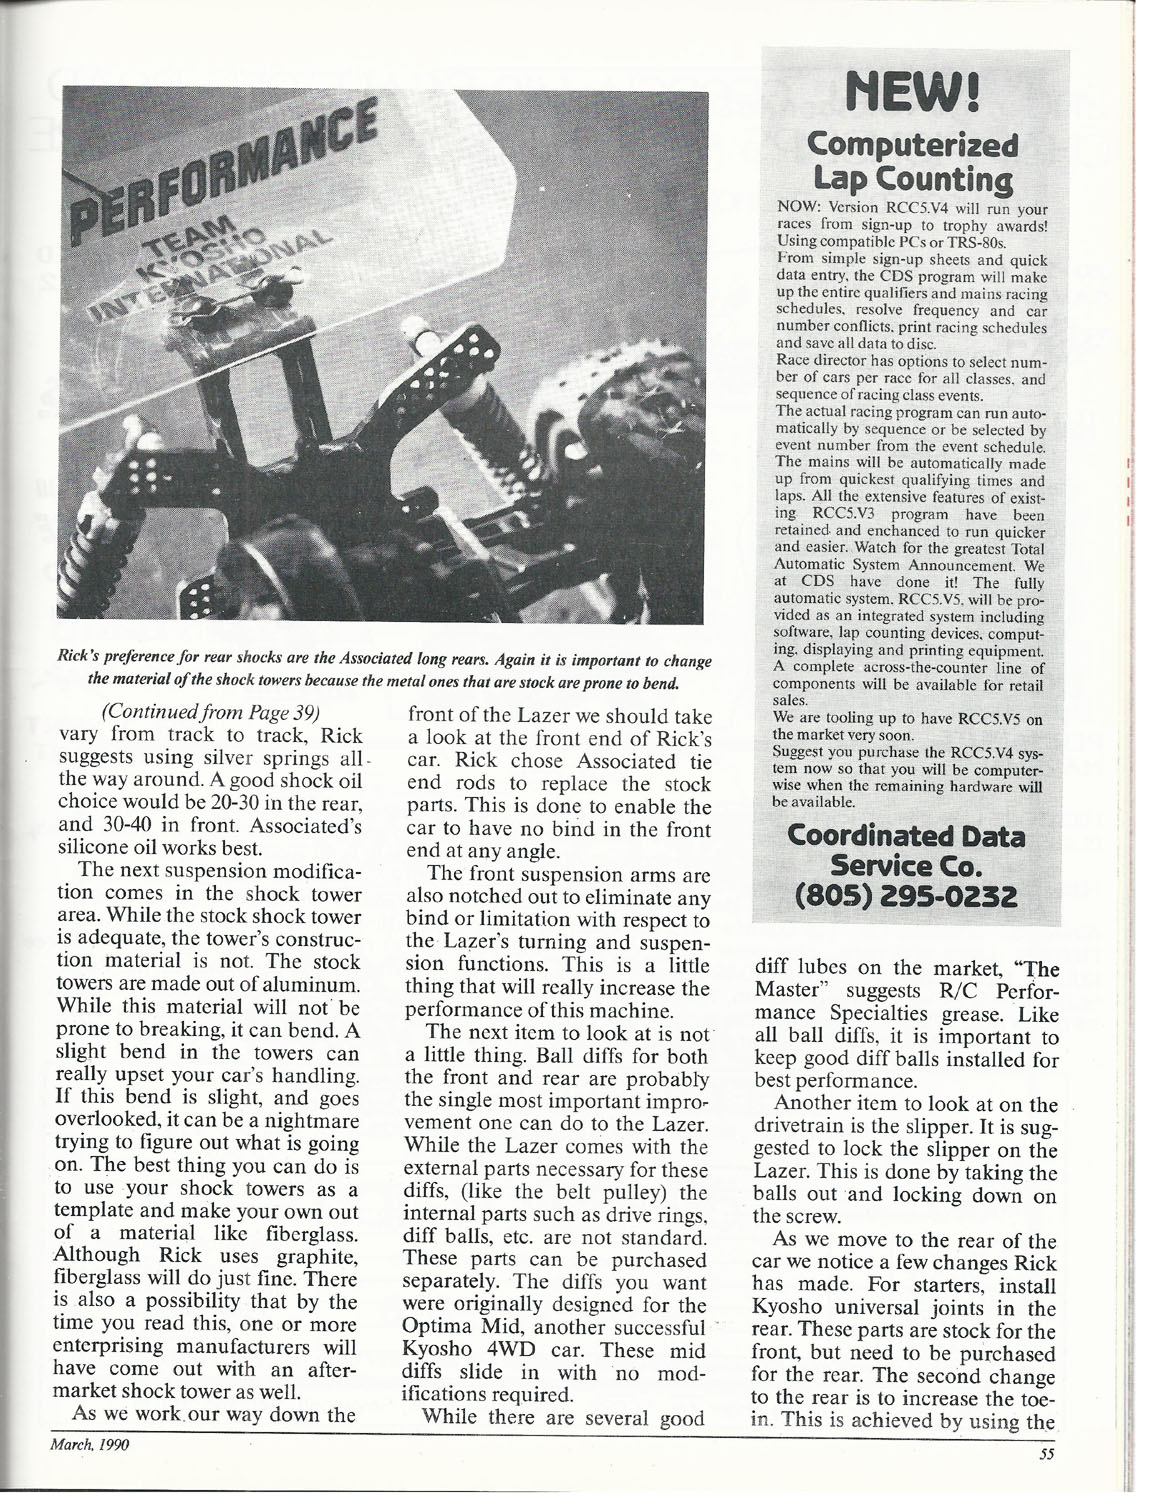 PERFORMANCE
TEAM
KYOSHO
INTERNATIONAL
Rick's preference for rear shocks are the Associated long rears. Again it is important to change
the material of the shock towers because the metal ones that are stock are prone to bend.
(Continued from Page 39)
vary from track to track, Rick
suggests using silver springs all
the way around. A good shock oil
choice would be 20-30 in the rear,
and 30-40 in front. Associated's
silicone oil works best.
The next suspension modifica-
tion comes in the shock tower
area. While the stock shock tower
is adequate, the tower's construc-
tion material is not. The stock
towers are made out of aluminum.
While this material will not be
prone to breaking, it can bend. A
slight bend in the towers can
really upset your car's handling.
If this bend is slight, and goes
overlooked, it can be a nightmare
trying to figure out what is going
on. The best thing you can do is
to use your shock towers as a
template and make your own out
of a material like fiberglass.
Although Rick uses graphite,
fiberglass will do just fine. There
is also a possibility that by the
time you read this, one or more
enterprising manufacturers will
have come out with an after-
market shock tower as well.
As we work our way down the
front of the Lazer we should take
a look at the front end of Rick's
car. Rick chose Associated tie
end rods to replace the stock
parts. This is done to enable the
car to have no bind in the front
end at any angle.
The front suspension arms are
also notched out to eliminate any
bind or limitation with respect to
the Lazer's turning and suspen-
sion functions. This is a little
thing that will really increase the
performance of this machine.
The next item to look at is not
a little thing. Ball diffs for both
the front and rear are probably
the single most important impro-
vement one can do to the Lazer.
While the Lazer comes with the
external parts necessary for these
diffs, (like the belt pulley) the
internal parts such as drive rings,
diff balls, etc. are not standard.
These parts can be purchased
separately. The diffs you want
were originally designed for the
Optima Mid, another successful
Kyosho 4WD car. These mid
diffs slide in with no mod-
ifications required.
While there are several good
NEW!
Computerized
Lap Counting
NOW: Version RCC5.V4 will run your
races from sign-up to trophy awards!
Using compatible PCs or TRS-80s.
From simple sign-up sheets and quick
data entry, the CDS program will make
up the entire qualifiers and mains racing
schedules, resolve frequency and car
number conflicts, print racing schedules
and save all data to disc.
Race director has options to select num-
ber of cars per race for all classes, and
sequence of racing class events.
The actual racing program can run auto-
matically by sequence or be selected by
event number from the event schedule.
The mains will be automatically made
up from quickest qualifying times and
laps. All the extensive features of exist-
ing RCC5.V3 program have been
retained and enchanced to run quicker
and easier. Watch for the greatest Total
Automatic System Announcement. We
at CDS have done it! The fully
automatic system, RCC5.V5, will be pro-
vided as an integrated system including
software, lap counting devices, comput-
ing, displaying and printing equipment.
A complete across-the-counter line of
components will be available for retail
sales.
We are tooling up to have RCC5.V5 on
the market very soon.
Suggest you purchase the RCC5.V4 sys-
tem now so that you will be computer-
wise when the remaining hardware will
be available.
Coordinated Data
Service Co.
(805) 295-0232
diff lubes on the market, “The
Master” suggests R/C Perfor-
mance Specialties grease. Like
all ball diffs, it is important to
keep good diff balls installed for
best performance.
Another item to look at on the
drivetrain is the slipper. It is sug-
gested to lock the slipper on the
Lazer. This is done by taking the
balls out and locking down on
the screw.
As we move to the rear of the
car we notice a few changes Rick
has made. For starters, install
Kyosho universal joints in the
rear. These parts are stock for the
front, but need to be purchased
for the rear. The second change
to the rear is to increase the toe-
in. This is achieved by using the
March, 1990
55